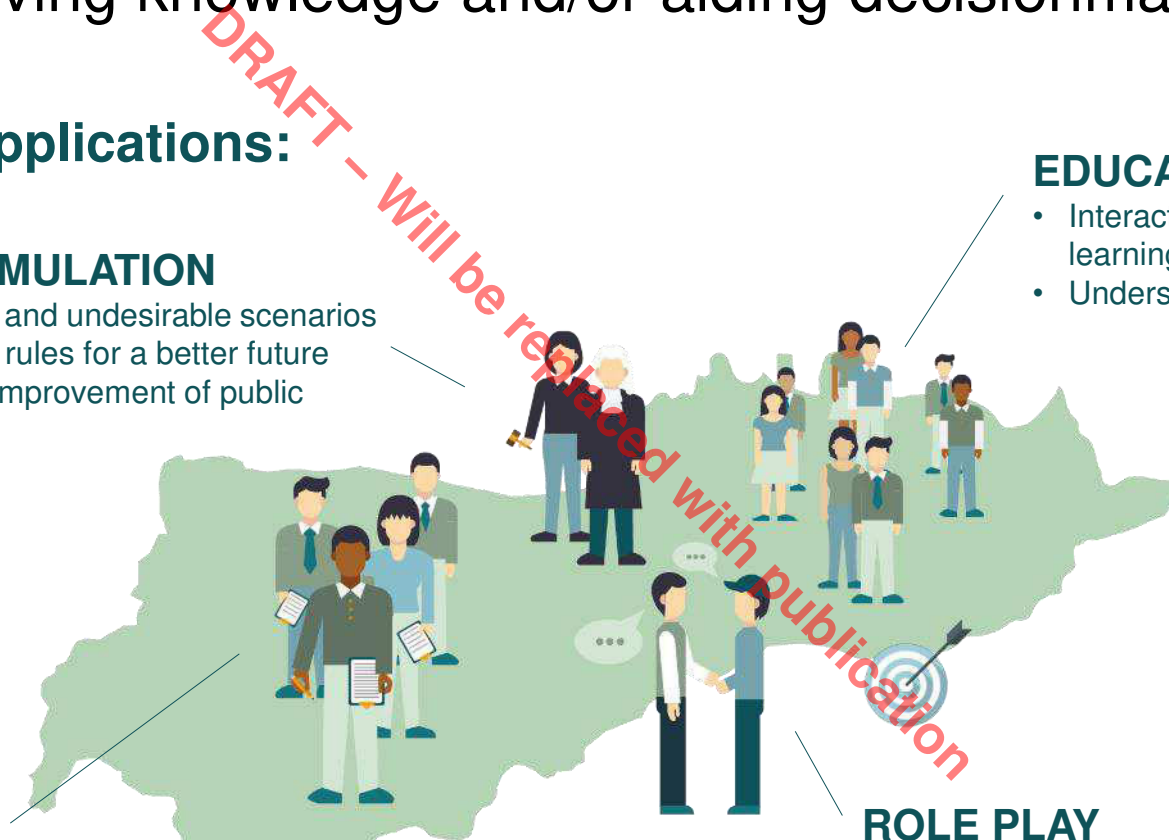 ving knowledge and/or aiding decisionma
pplications:
MULATION
and undesirable scenarios
rules for a better future
mprovement of public
EDUCA
• Interact
learning
• Unders
ROLE PLAY
DRAFT – Will be replaced with publication